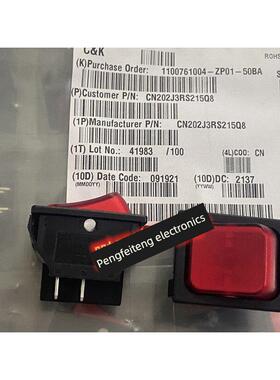 C&K
ROHS
(K)Purchase Order: 1100761004-ZP01-50BA
(P)Customer P/N: CN202J3RS215Q8
(1P)Manufacturer P/N: CN202J3RS215Q8
(1T) Lot No.: 41983 /100
(4L)COO: CN
(10D) Date Code: 091921
(MMDDYY)
(10D)DC: 2137
(YYWW)
Pengfeiteng electronics